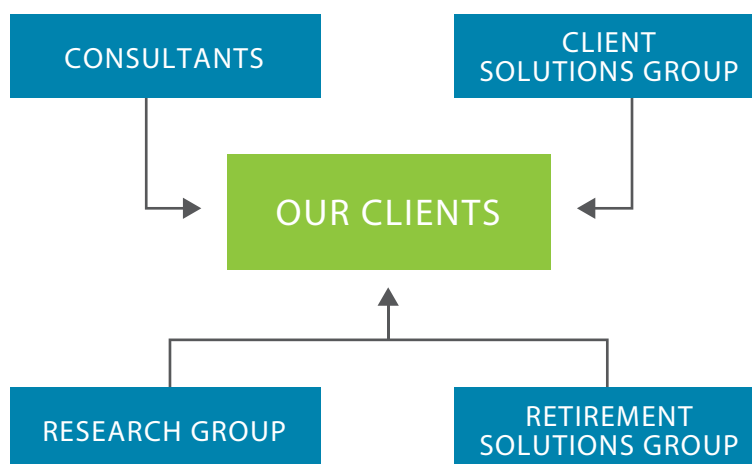 CONSULTANTS
CLIENT
SOLUTIONS GROUP
OUR CLIENTS
RESEARCH GROUP
RETIREMENT
SOLUTIONS GROUP